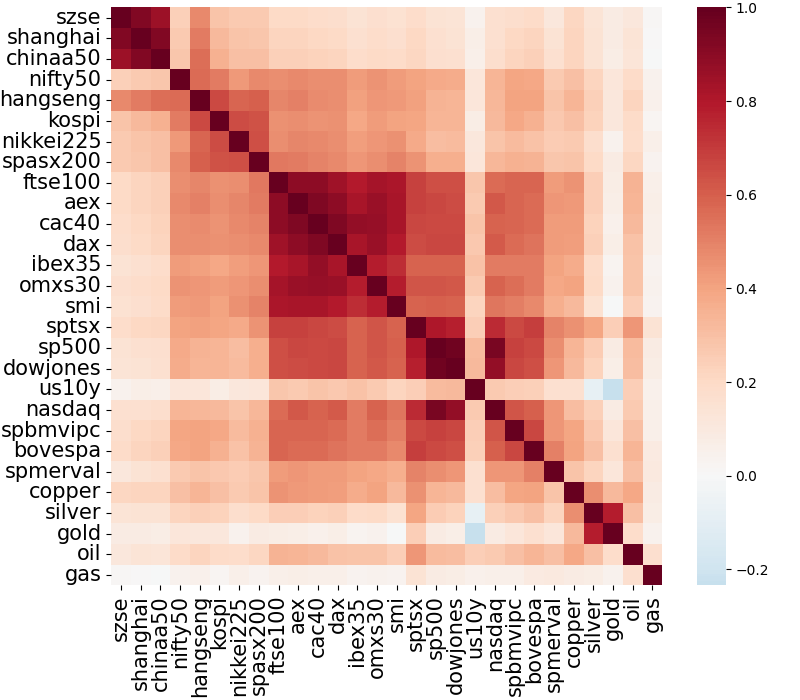 szse
shanghai
chinaa50
nifty50
hangseng
kospi
nikkei225
spasx200
ftse100
aex
cac40
dax
ibex35
omxs30
smi
sptsx
sp500
dowjones
us10y
nasdaq
spbmvipc
bovespa
spmerval
copper
silver
gold
oil
gas
szse
shanghai
chinaa50
nifty50
hangseng
kospi
nikkei225
spasx200
ftse100
aex
cac40
dax
ibex35
omxs30
smi
sptsx
sp500
dowjones
us10y
nasdaq
spbmvipc
bovespa
spmerval
copper
silver
gold
oil
gas
1.0
0.8
0.6
0.4
0.2
0.0
−0.2